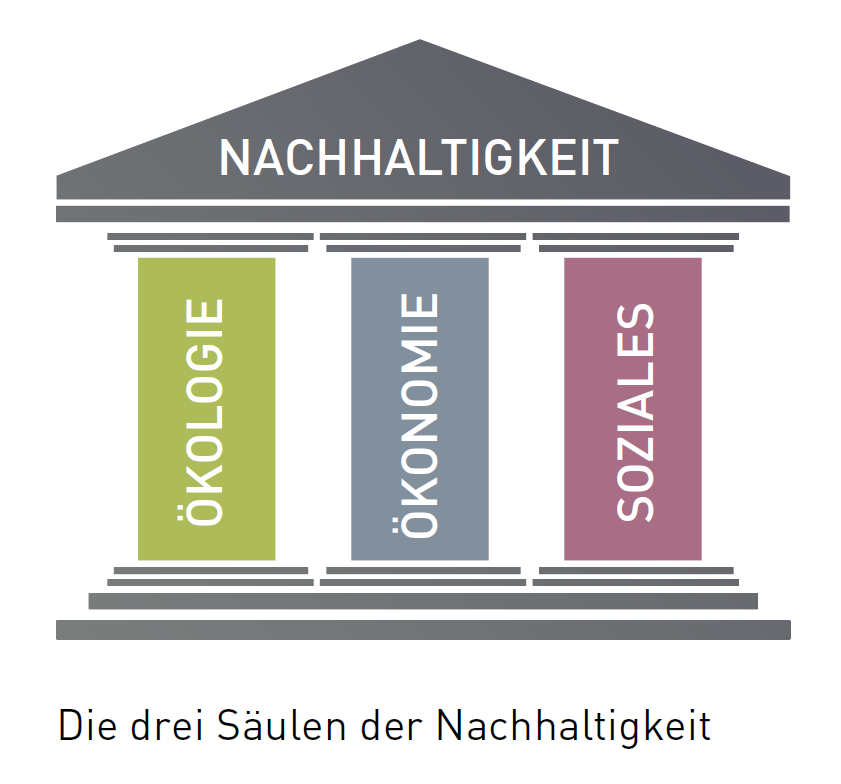 NACHHALTIGKEIT
ÖKOLOGIE
ÖKONOMIE
SOZIALES
Die drei Säulen der Nachhaltigkeit